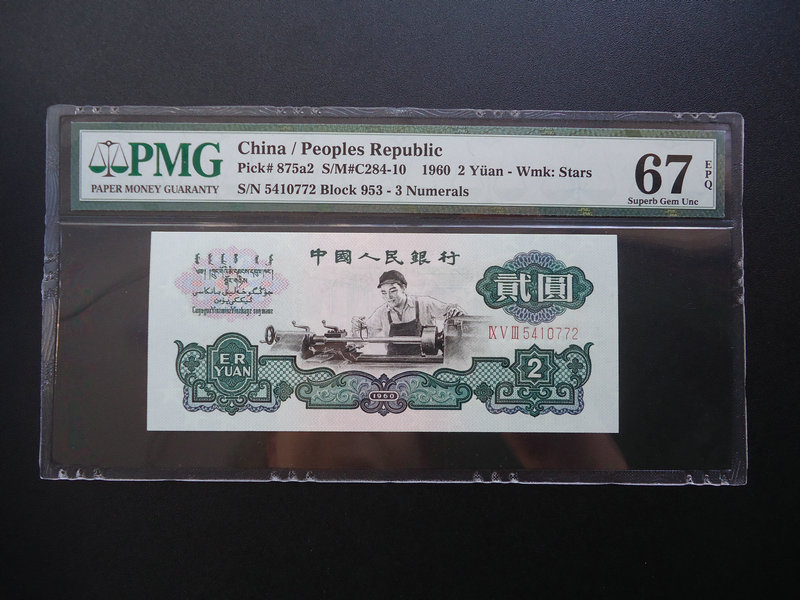 PMG
PAPER MONEY GUARANTY
China / Peoples Republic
Pick# 875a2 S/M#C284-10 1960 2 Yüan - Wmk: Stars
S/N 5410772 Block 953 - 3 Numerals
67
EPQ
Superb Gem Unc
中國人民銀行
貳圓
IX V III 5410772
ER
YUAN
1960
2